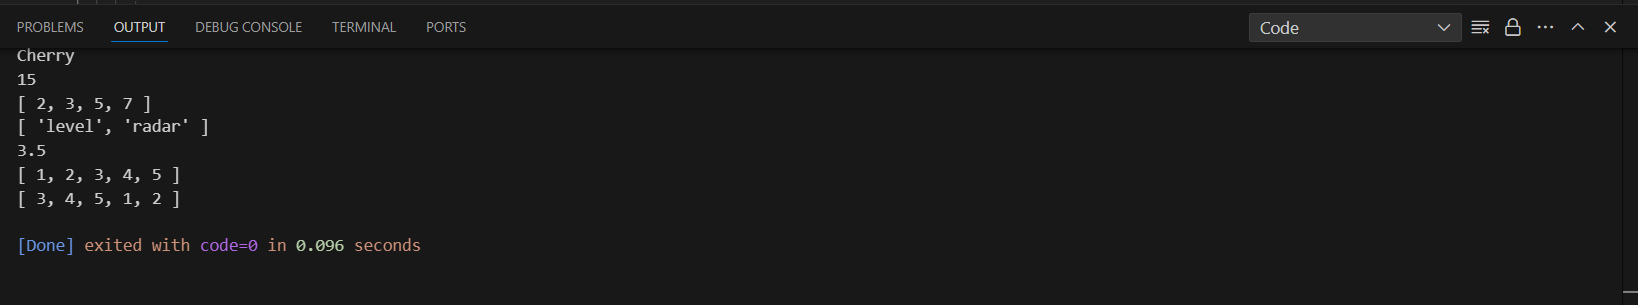 PROBLEMS OUTPUT DEBUG CONSOLE TERMINAL PORTS Code
Cherry
15
[ 2, 3, 5, 7 ]
[ 'level', 'radar' ]
3.5
[ 1, 2, 3, 4, 5 ]
[ 3, 4, 5, 1, 2 ]
[Done] exited with code=0 in 0.096 seconds